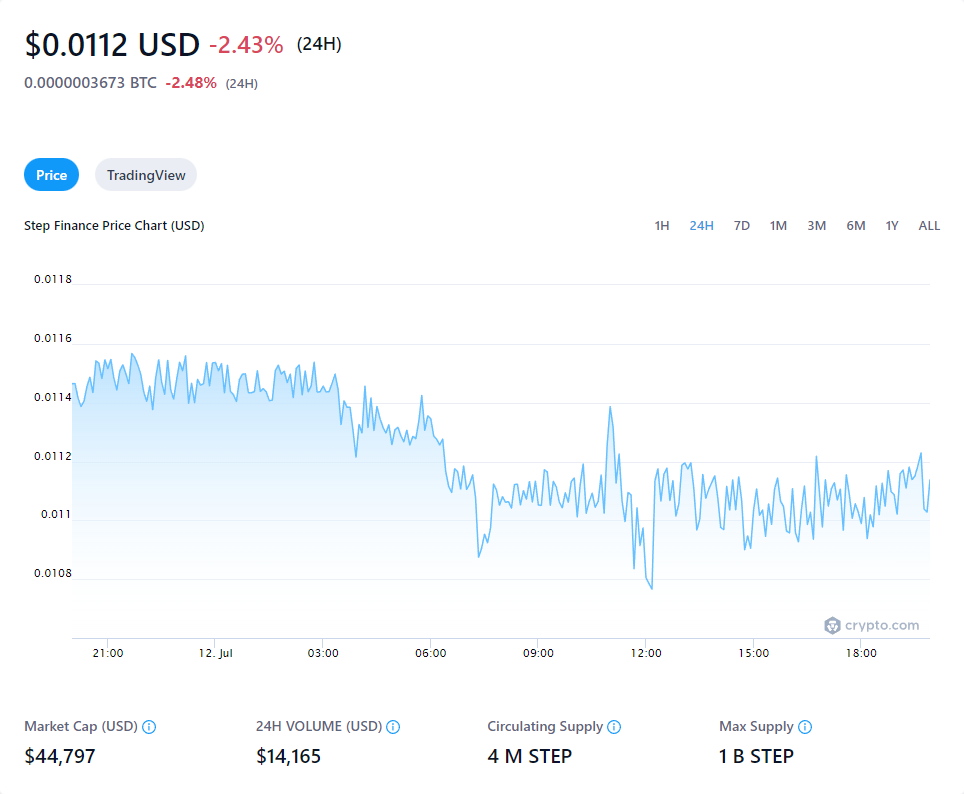 $0.0112 USD -2.43% (24H)
0.0000003673 BTC -2.48% (24H)
Price TradingView
Step Finance Price Chart (USD) 1H 24H 7D 1M 3M 6M 1Y ALL
0.0118
0.0116
0.0114
0.0112
0.011
0.0108
crypto.com
21:00 12. Jul 03:00 06:00 09:00 12:00 15:00 18:00
Market Cap (USD) 24H VOLUME (USD) Circulating Supply Max Supply
$44,797 $14,165 4 M STEP 1 B STEP